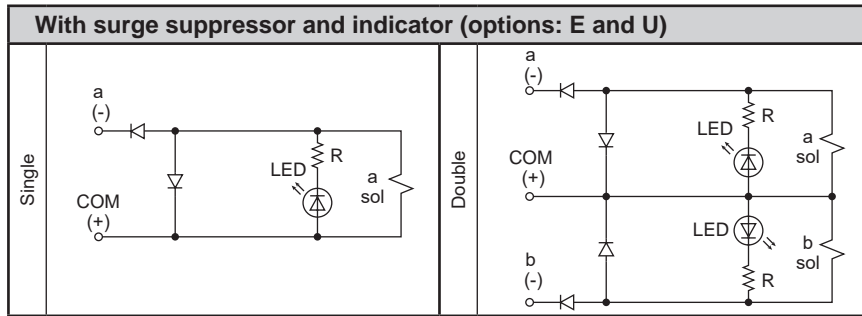 With surge suppressor and indicator (options: E and U)
Single
a
(-)
COM
(+)
LED
R
a
sol
Double
a
(-)
COM
(+)
b
(-)
LED
R
a
sol
LED
R
b
sol